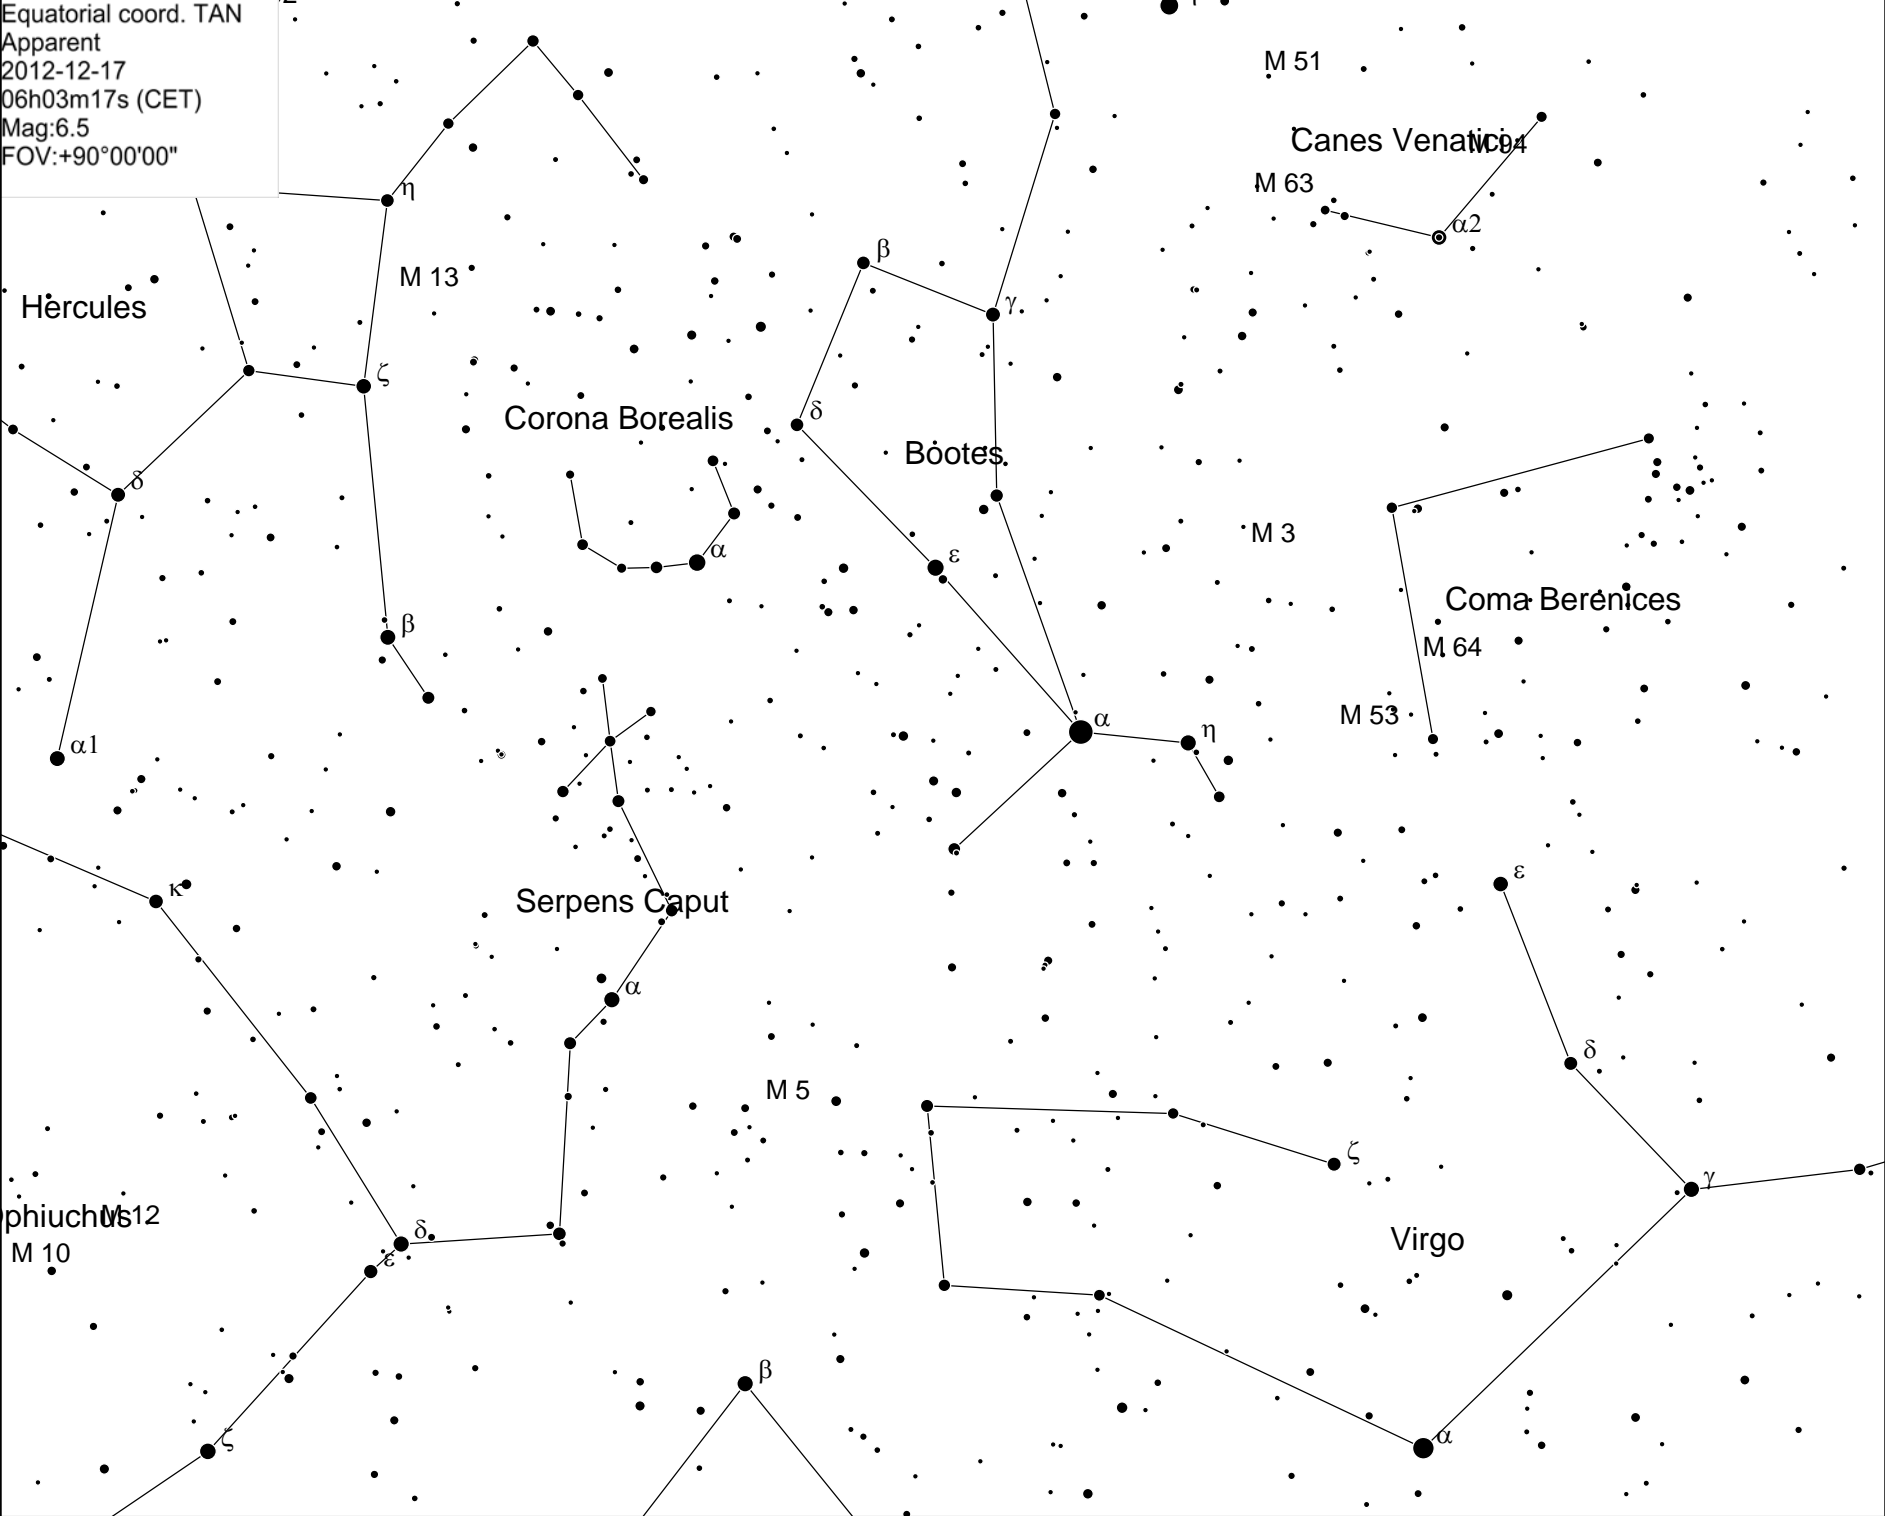 Equatorial coord. TAN
Apparent
2012-12-17
06h03m17s (CET)
Mag:6.5
FOV:+90°00'00"
M 51
Canes Venatici
M 94
M 63
α2
η
M 13
Hercules
β
γ
ζ
Corona Borealis
δ
Bootes
δ
α
ε
M 3
Coma Berenices
β
M 64
M 53
α1
α
η
κ
ε
Serpens Caput
α
δ
M 5
ζ
γ
phiuchus
M 12
M 10
δ
ε
Virgo
β
ζ
α